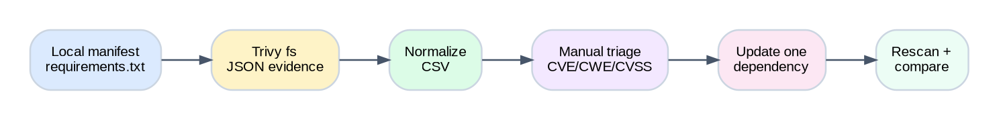 Local manifest
requirements.txt
Trivy fs
JSON evidence
Normalize
CSV
Manual triage
CVE/CWE/CVSS
Update one
dependency
Rescan +
compare